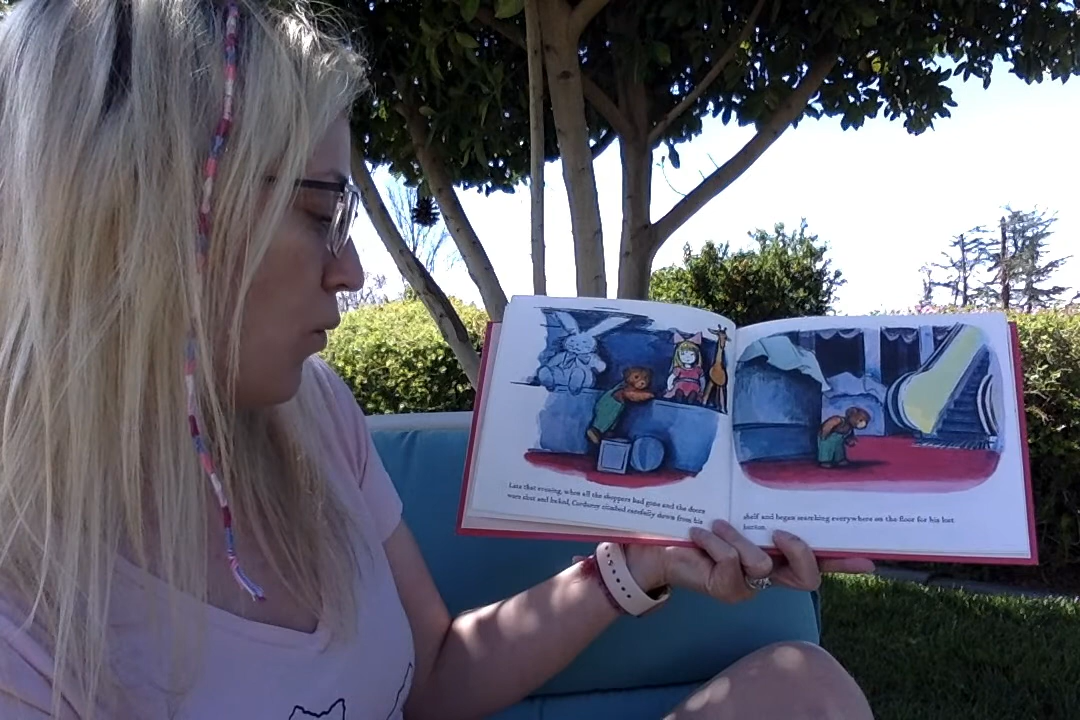 Late that evening, when all the shoppers had gone and the doors
were shut and locked, Corduroy climbed carefully down from his
shelf and began searching everywhere on the floor for his lost
button.